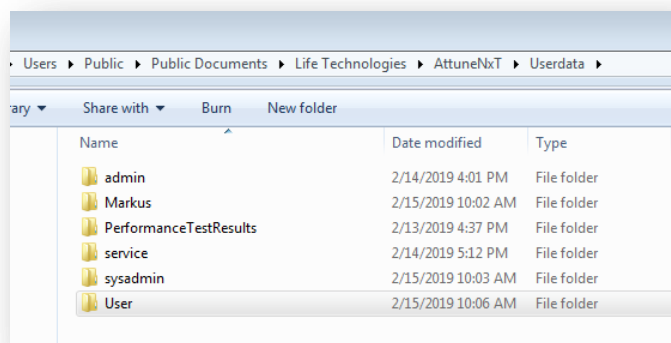 Users ▸ Public ▸ Public Documents ▸ Life Technologies ▸ AttuneNxT ▸ Userdata ▸
rary ▾ Share with ▾ Burn New folder
Name Date modified Type
admin 2/14/2019 4:01 PM File folder
Markus 2/15/2019 10:02 AM File folder
PerformanceTestResults 2/13/2019 4:37 PM File folder
service 2/14/2019 5:12 PM File folder
sysadmin 2/15/2019 10:03 AM File folder
User 2/15/2019 10:06 AM File folder